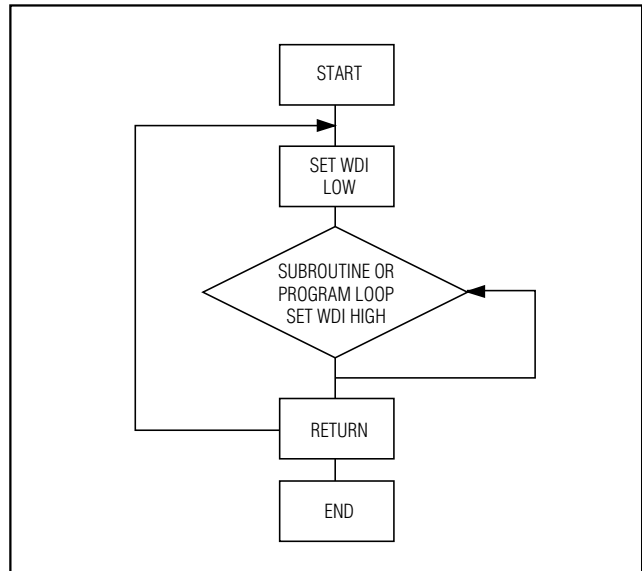 START
SET WDI
LOW
SUBROUTINE OR
PROGRAM LOOP
SET WDI HIGH
RETURN
END